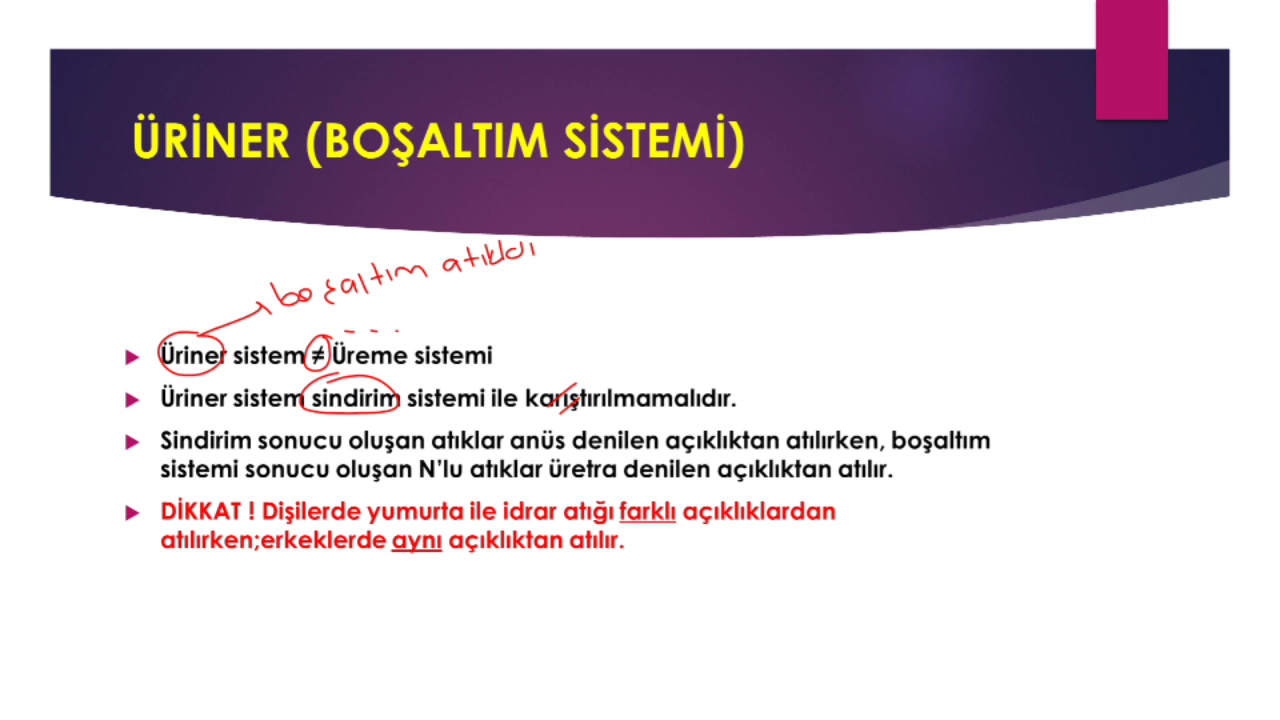 ÜRİNER (BOŞALTIM SİSTEMİ)
boşaltım atıkları
Üriner sistem ≠ Üreme sistemi
Üriner sistem sindirim sistemi ile karıştırılmamalıdır.
Sindirim sonucu oluşan atıklar anüs denilen açıklıktan atılırken, boşaltım
sistemi sonucu oluşan N'lu atıklar üretra denilen açıklıktan atılır.
DİKKAT ! Dişilerde yumurta ile idrar atığı farklı açıklıklardan
atılırken;erkeklerde aynı açıklıktan atılır.